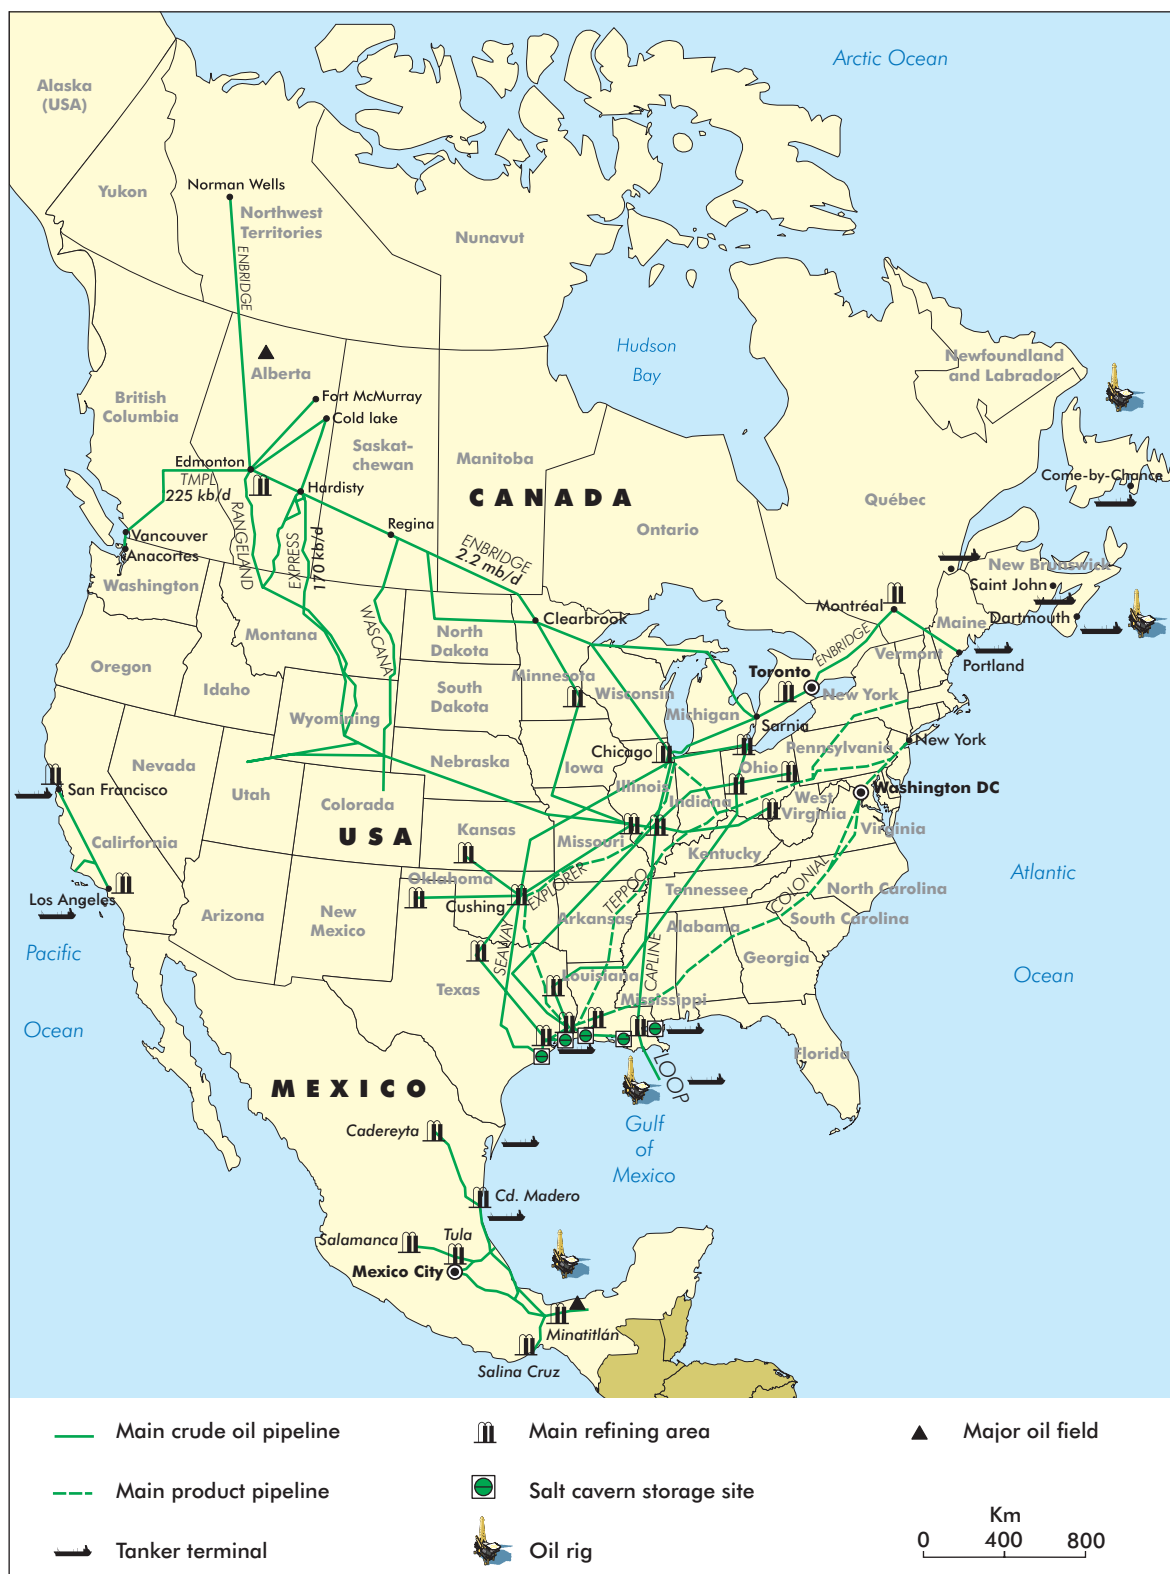 Arctic Ocean
Alaska
(USA)
Yukon
Norman Wells
Northwest
Territories
Nunavut
ENBRIDGE
Hudson
Bay
Newfoundland
and Labrador
Alberta
British
Columbia
Fort McMurray
Cold lake
Saskat-
chewan
Manitoba
Edmonton
TMPL
225 kb/d
Hardisty
CANADA
Come-by-Chance
Québec
Ontario
Regina
RANGELAND
EXPRESS
170 kb/d
ENBRIDGE
2.2 mb/d
Vancouver
Anacortes
Washington
New Brunswick
Saint John
Montréal
Maine
Dartmouth
Clearbrook
WASCANA
Montana
North
Dakota
ENBRIDGE
Vermont
Portland
Oregon
Idaho
Minnesota
Toronto
South
Dakota
Wisconsin
New York
Wyomining
Michigan
Sarnia
Chicago
Pennsylvania
New York
Nevada
Nebraska
Iowa
Ohio
San Francisco
Utah
Colorada
Illinois
Indiana
West
Virginia
Washington DC
Virginia
USA
Kansas
Missouri
Kentucky
Calirfornia
Oklahoma
EXPLORER
TEPPCO
Tennessee
COLONIAL
North Carolina
Atlantic
Los Angeles
Cushing
Arizona
New
Mexico
Arkansas
Alabama
South Carolina
Pacific
SEAWAY
CAPLINE
Georgia
Texas
Louisiana
Mississippi
Ocean
Ocean
Florida
LOOP
MEXICO
Gulf
of
Mexico
Cadereyta
Cd. Madero
Salamanca
Tula
Mexico City
Minatitlán
Salina Cruz
Main crude oil pipeline
Main refining area
Major oil field
Main product pipeline
Salt cavern storage site
Km
0 400 800
Tanker terminal
Oil rig